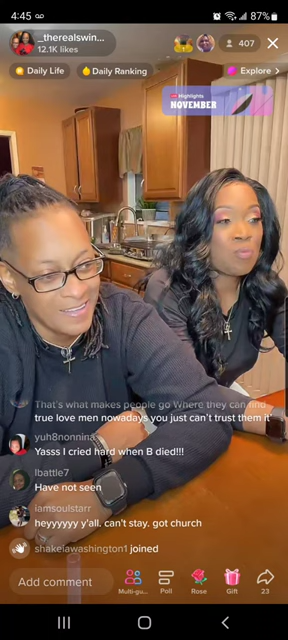 4:45
87%
_therealswin...
12.1K likes
407
Daily Life
Daily Ranking
Explore >
Highlights
NOVEMBER
That's what makes people go Where they can find
true love men nowadays you just can't trust them it'
yuh8nonnina
Yasss I cried hard when B died!!!
lbattle7
Have not seen
iamsoulstarr
heyyyyyy y'all. can't stay. got church
shakelawashington1 joined
Add comment
Multi-gu...
Poll
Rose
Gift
23